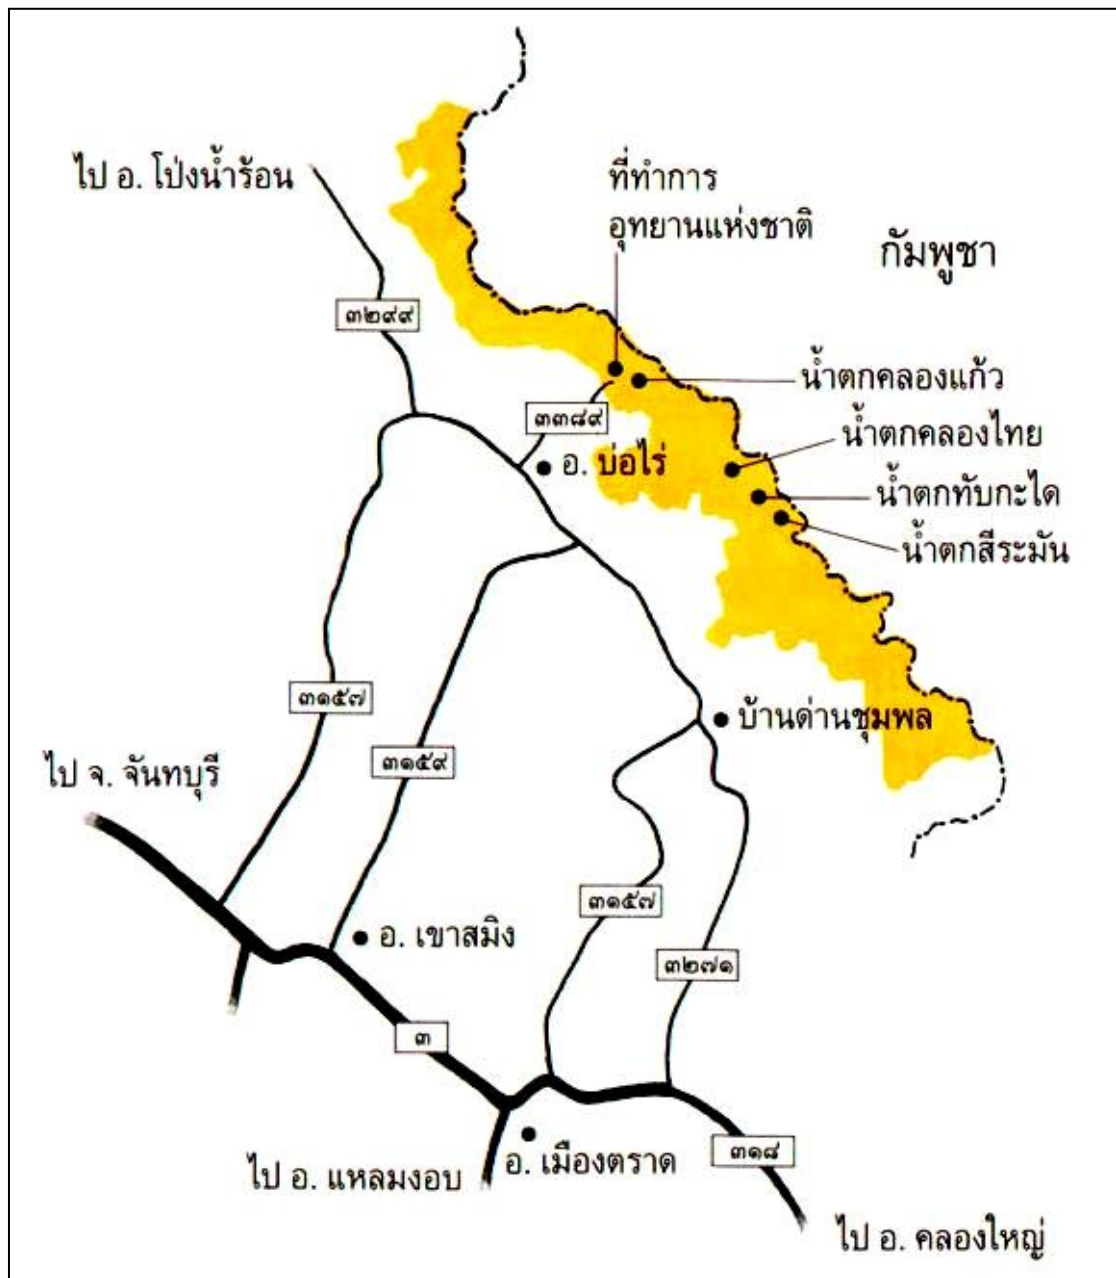 ไป อ. โป่งน้ำร้อน
ที่ทำการ
อุทยานแห่งชาติ
กัมพูชา
๓๒๙๙
น้ำตกคลองแก้ว
๓๓๘๙
น้ำตกคลองไทย
อ. บ่อไร่
น้ำตกทับกะได
น้ำตกสีระมัน
๓๑๕๗
บ้านด่านชุมพล
๓๑๕๙
ไป จ. จันทบุรี
๓๑๕๗
อ. เขาสมิง
๓๒๗๑
๓
๓๑๘
อ. เมืองตราด
ไป อ. แหลมงอบ
ไป อ. คลองใหญ่